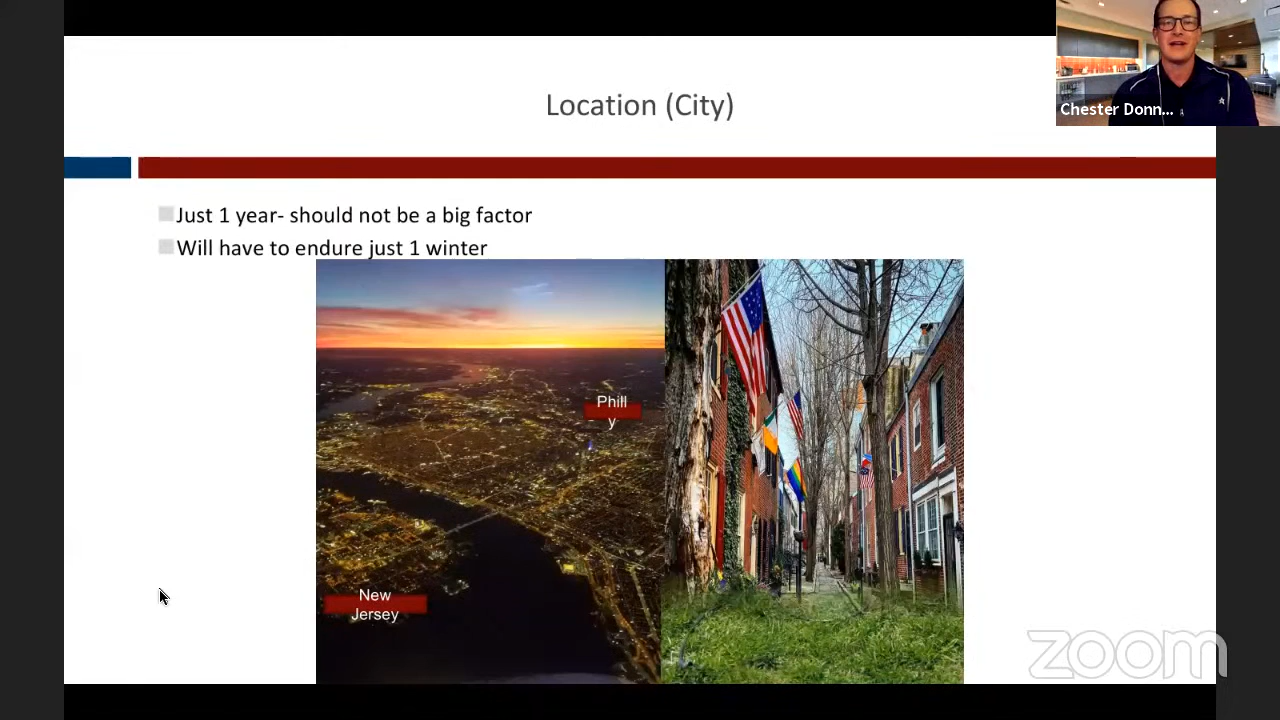 Location (City)
Chester Donn...
Just 1 year- should not be a big factor
Will have to endure just 1 winter
Phill
y
New
Jersey
zoom